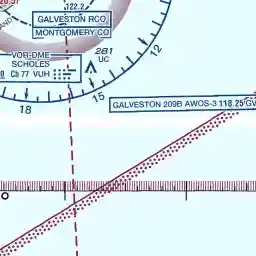 122.2
GALVESTON RCO
MONTGOMERY CO
VOR-DME
SCHOLES
Ch 77 VUH
281
UC
12
15
18
GALVESTON 209B AWOS-3 118.25 GV